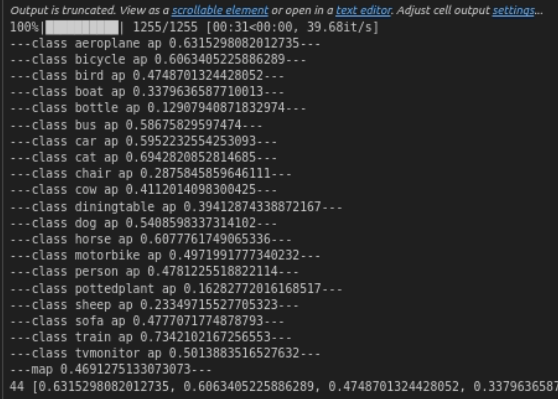 Output is truncated. View as a scrollable element or open in a text editor. Adjust cell output settings...
100%|██████████| 1255/1255 [00:31<00:00, 39.68it/s]
---class aeroplane ap 0.6315298082012735---
---class bicycle ap 0.6063405225886289---
---class bird ap 0.4748701324428052---
---class boat ap 0.3379636587710013---
---class bottle ap 0.12907940871832974---
---class bus ap 0.58675829597474---
---class car ap 0.5952232554253093---
---class cat ap 0.6942820852814685---
---class chair ap 0.2875845859646111---
---class cow ap 0.4112014098300425---
---class diningtable ap 0.39412874338872167---
---class dog ap 0.5408598337314102---
---class horse ap 0.6077761749065336---
---class motorbike ap 0.4971991777340232---
---class person ap 0.4781225518822114---
---class pottedplant ap 0.16282772016168517---
---class sheep ap 0.23349715527705323---
---class sofa ap 0.4777071774878793---
---class train ap 0.7342102167256553---
---class tvmonitor ap 0.5013883516527632---
---map 0.4691275133073073---
44 [0.6315298082012735, 0.6063405225886289, 0.4748701324428052, 0.3379636587